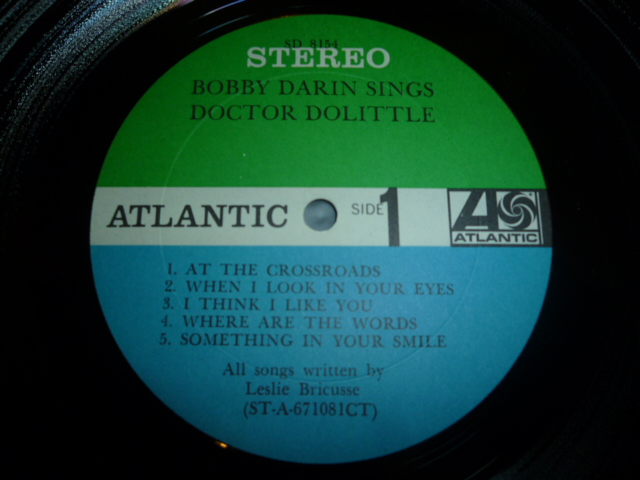 SD 8154
STEREO
BOBBY DARIN SINGS
DOCTOR DOLITTLE
ATLANTIC
SIDE 1
A
ATLANTIC
1. AT THE CROSSROADS
2. WHEN I LOOK IN YOUR EYES
3. I THINK I LIKE YOU
4. WHERE ARE THE WORDS
5. SOMETHING IN YOUR SMILE
All songs written by
Leslie Bricusse
(ST-A-671081CT)